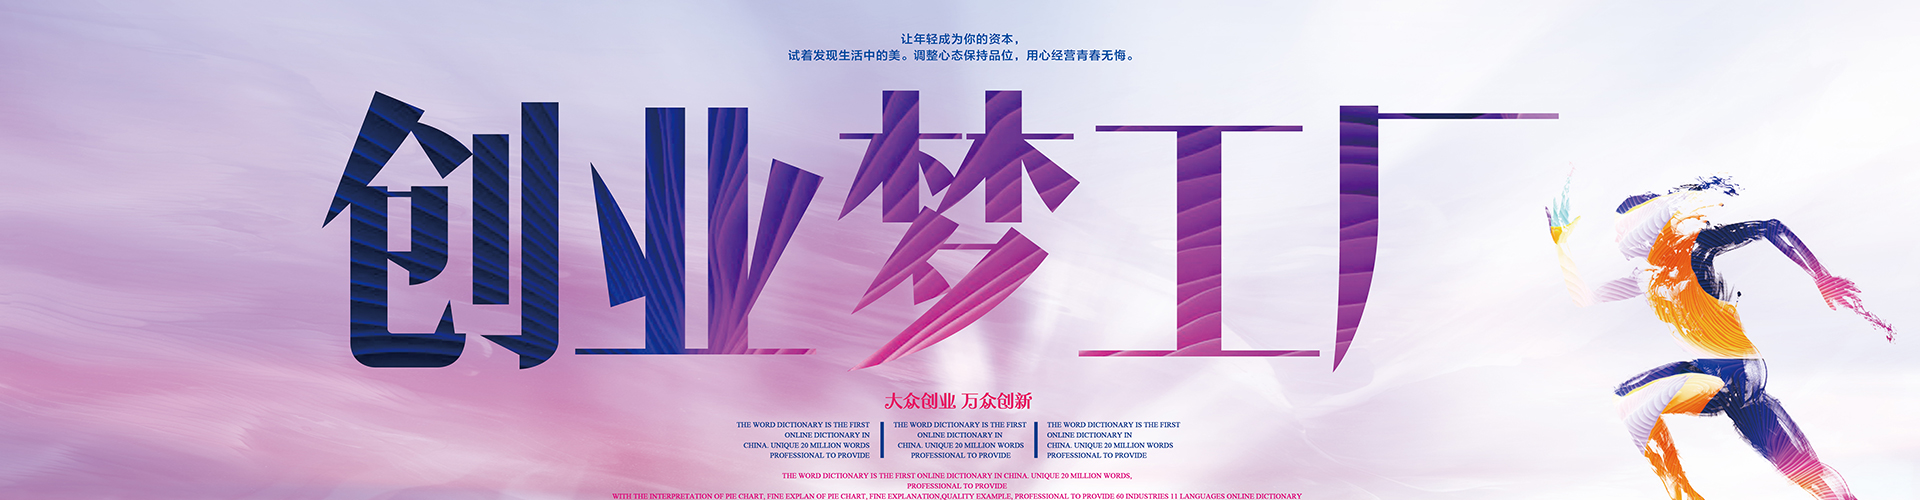 让年轻成为你的资本，
试着发现生活中的美。调整心态保持品位，用心经营青春无悔。
创业梦工厂
大众创业 万众创新
THE WORD DICTIONARY IS THE FIRST
ONLINE DICTIONARY IN
CHINA. UNIQUE 20 MILLION WORDS
PROFESSIONAL TO PROVIDE
THE WORD DICTIONARY IS THE FIRST
ONLINE DICTIONARY IN
CHINA. UNIQUE 20 MILLION WORDS
PROFESSIONAL TO PROVIDE
THE WORD DICTIONARY IS THE FIRST
ONLINE DICTIONARY IN
CHINA. UNIQUE 20 MILLION WORDS
PROFESSIONAL TO PROVIDE
THE WORD DICTIONARY IS THE FIRST ONLINE DICTIONARY IN CHINA. UNIQUE 20 MILLION WORDS,
PROFESSIONAL TO PROVIDE
WITH THE INTERPRETATION OF PIE CHART, FINE EXPLAN OF PIE CHART, FINE EXPLANATION,QUALITY EXAMPLE, PROFESSIONAL TO PROVIDE 60 INDUSTRIES 11 LANGUAGES ONLINE DICTIONARY